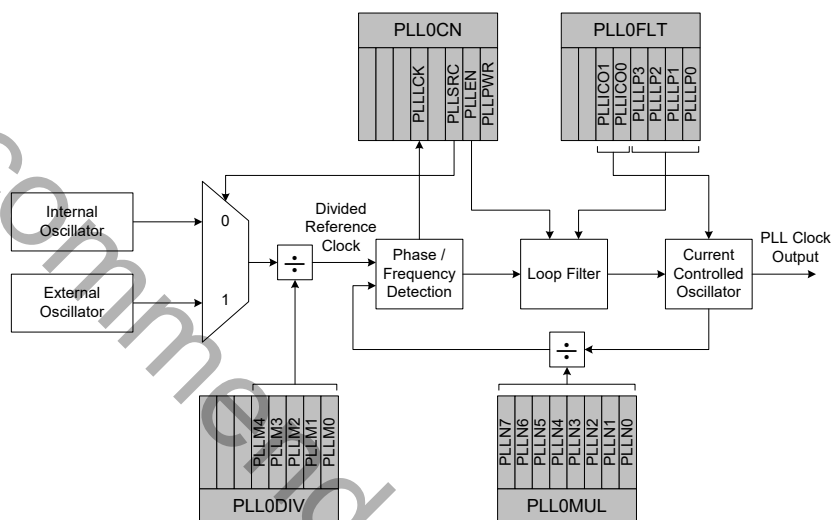 PLL0CN
PLLLCK
PLLSRC
PLLEN
PLLPWR
PLL0FLT
PLLICO1
PLLICO0
PLLLP3
PLLLP2
PLLLP1
PLLLP0
Internal
Oscillator
External
Oscillator
0
1
Divided
Reference
Clock
÷
Phase /
Frequency
Detection
Loop Filter
Current
Controlled
Oscillator
PLL Clock
Output
÷
PLLM4
PLLM3
PLLM2
PLLM1
PLLM0
PLL0DIV
PLLN7
PLLN6
PLLN5
PLLN4
PLLN3
PLLN2
PLLN1
PLLN0
PLL0MUL
commend